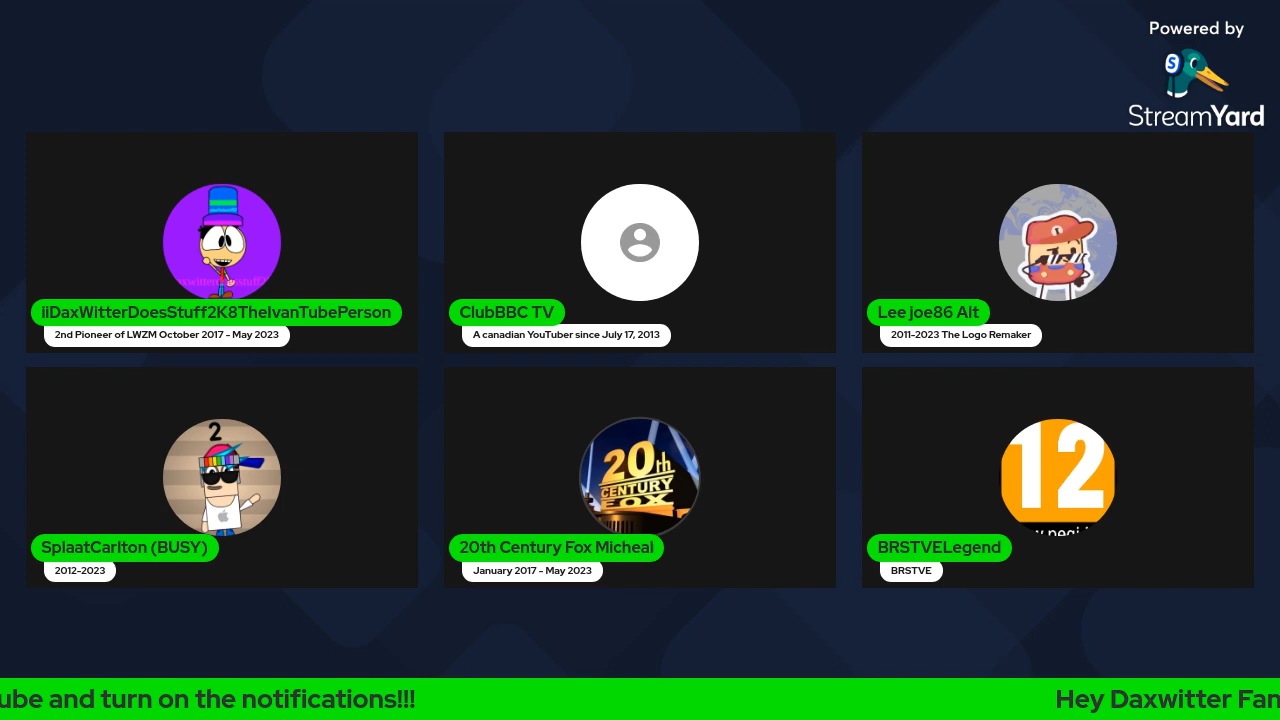 Powered by
StreamYard
iiDaxWitterDoesStuff2K8TheIvanTubePerson
2nd Pioneer of LWZM October 2017 - May 2023
ClubBBC TV
A canadian YouTuber since July 17, 2013
Lee joe86 Alt
2011-2023 The Logo Remaker
2
SplaatCarlton (BUSY)
2012-2023
20th
CENTURY
FOX
20th Century Fox Micheal
January 2017 - May 2023
12
BRSTVELegend
BRSTVE
ube and turn on the notifications!!!
Hey Daxwitter Fan